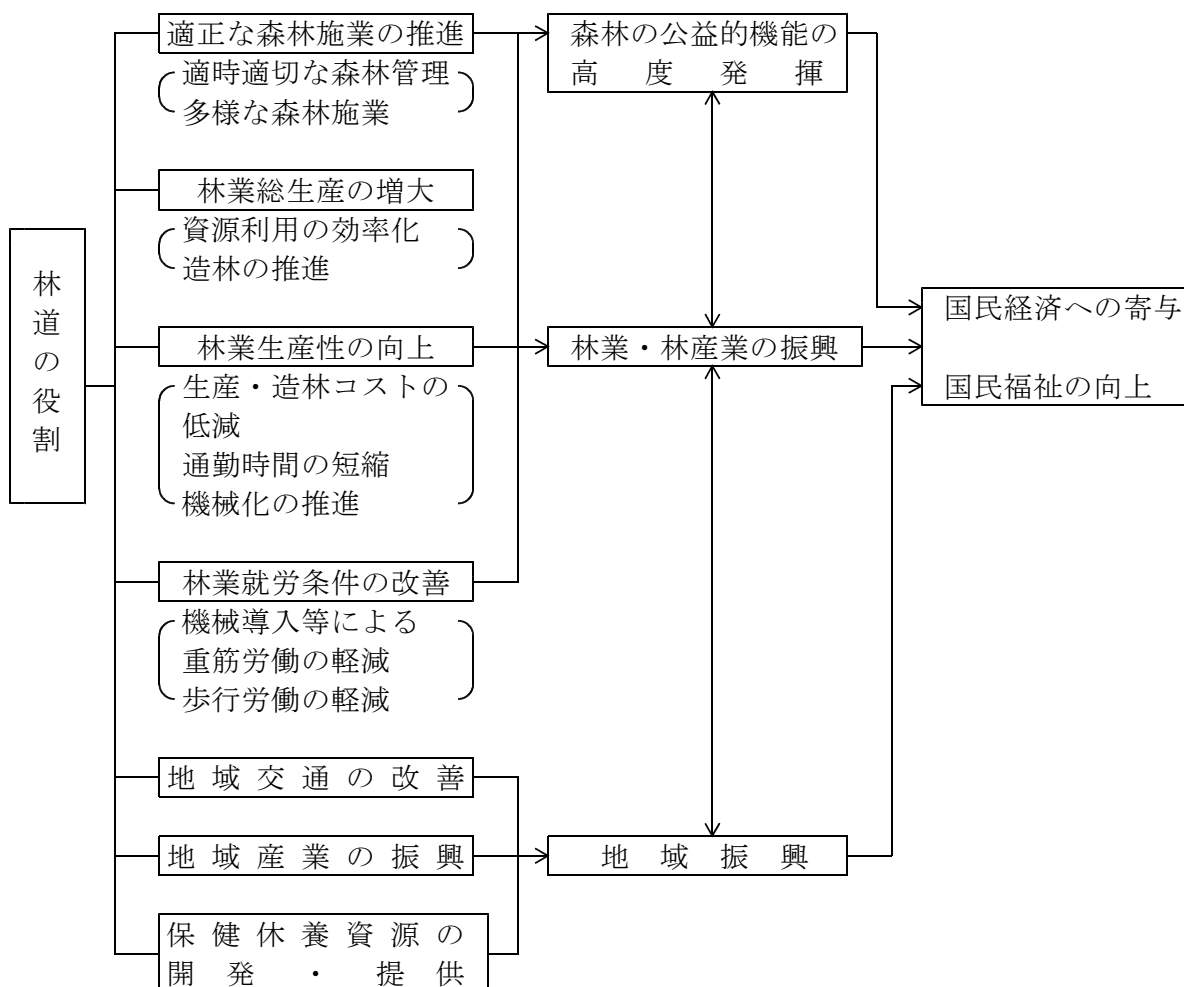 林道の役割
適正な森林施業の推進
適時適切な森林管理
多様な森林施業
林業総生産の増大
資源利用の効率化
造林の推進
林業生産性の向上
生産・造林コストの
低減
通勤時間の短縮
機械化の推進
林業就労条件の改善
機械導入等による
重筋労働の軽減
歩行労働の軽減
地域交通の改善
地域産業の振興
保健休養資源の
開発・提供
森林の公益的機能の
高度発揮
林業・林産業の振興
地域振興
国民経済への寄与
国民福祉の向上